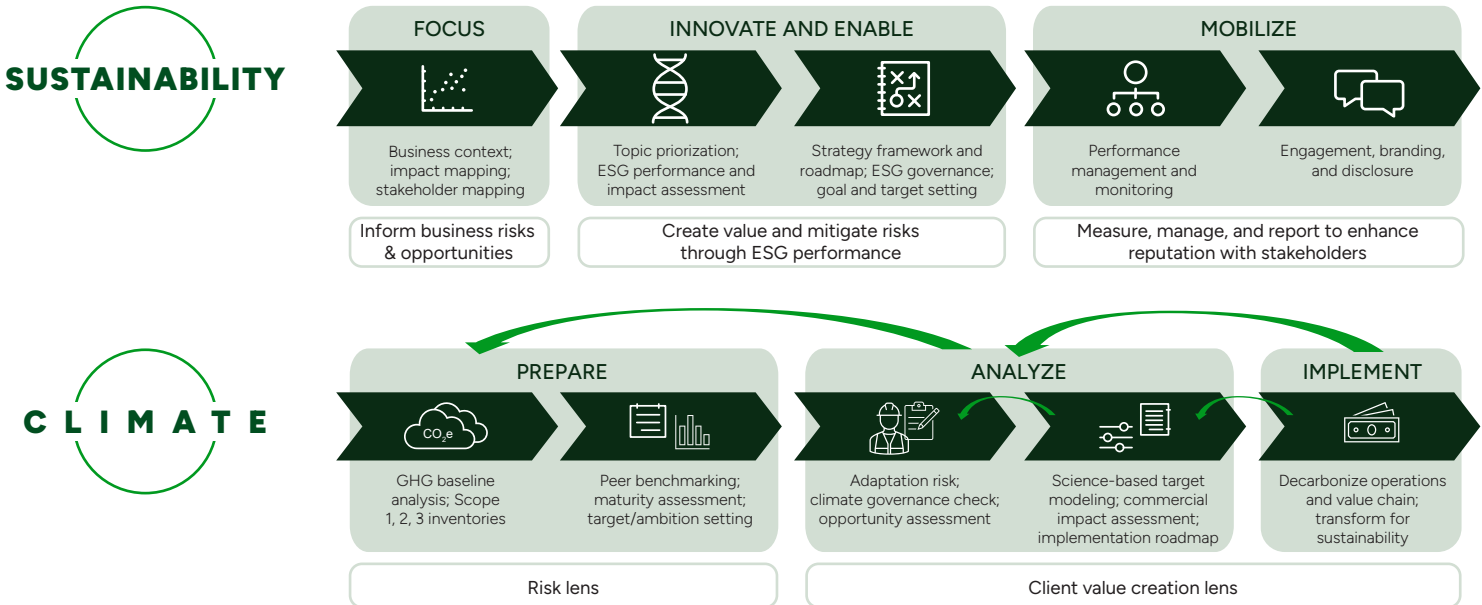 SUSTAINABILITY
FOCUS
Business context;
impact mapping;
stakeholder mapping
Inform business risks
& opportunities
INNOVATE AND ENABLE
Topic priorization;
ESG performance and
impact assessment
Strategy framework and
roadmap; ESG governance;
goal and target setting
Create value and mitigate risks
through ESG performance
MOBILIZE
Performance
management and
monitoring
Engagement, branding,
and disclosure
Measure, manage, and report to enhance
reputation with stakeholders
CLIMATE
PREPARE
CO₂e
GHG baseline
analysis; Scope
1, 2, 3 inventories
Peer benchmarking;
maturity assessment;
target/ambition setting
Risk lens
ANALYZE
Adaptation risk;
climate governance check;
opportunity assessment
Science-based target
modeling; commercial
impact assessment;
implementation roadmap
IMPLEMENT
Decarbonize operations
and value chain;
transform for
sustainability
Client value creation lens